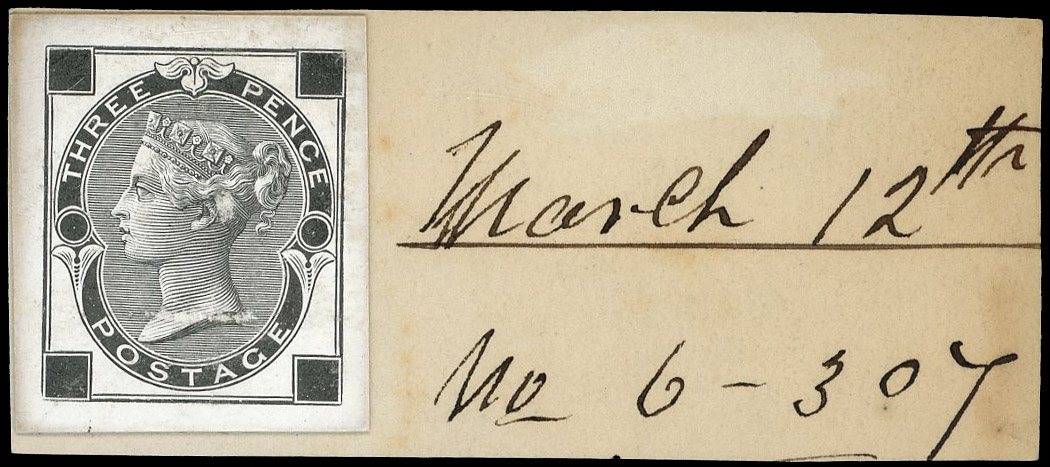 THREE PENCE
POSTAGE
March 12th
No 6 - 307